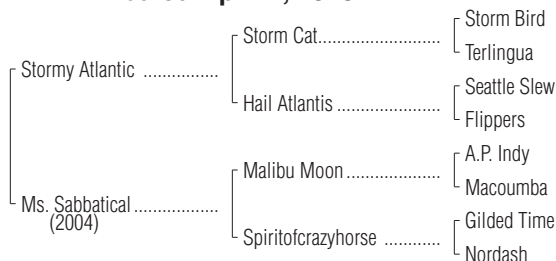 Storm Bird
Storm Cat
Terlingua
Stormy Atlantic
Seattle Slew
Hail Atlantis
Flippers
A.P. Indy
Malibu Moon
Macoumba
Ms. Sabbatical
(2004)
Gilded Time
Spiritofcrazyhorse
Nordash